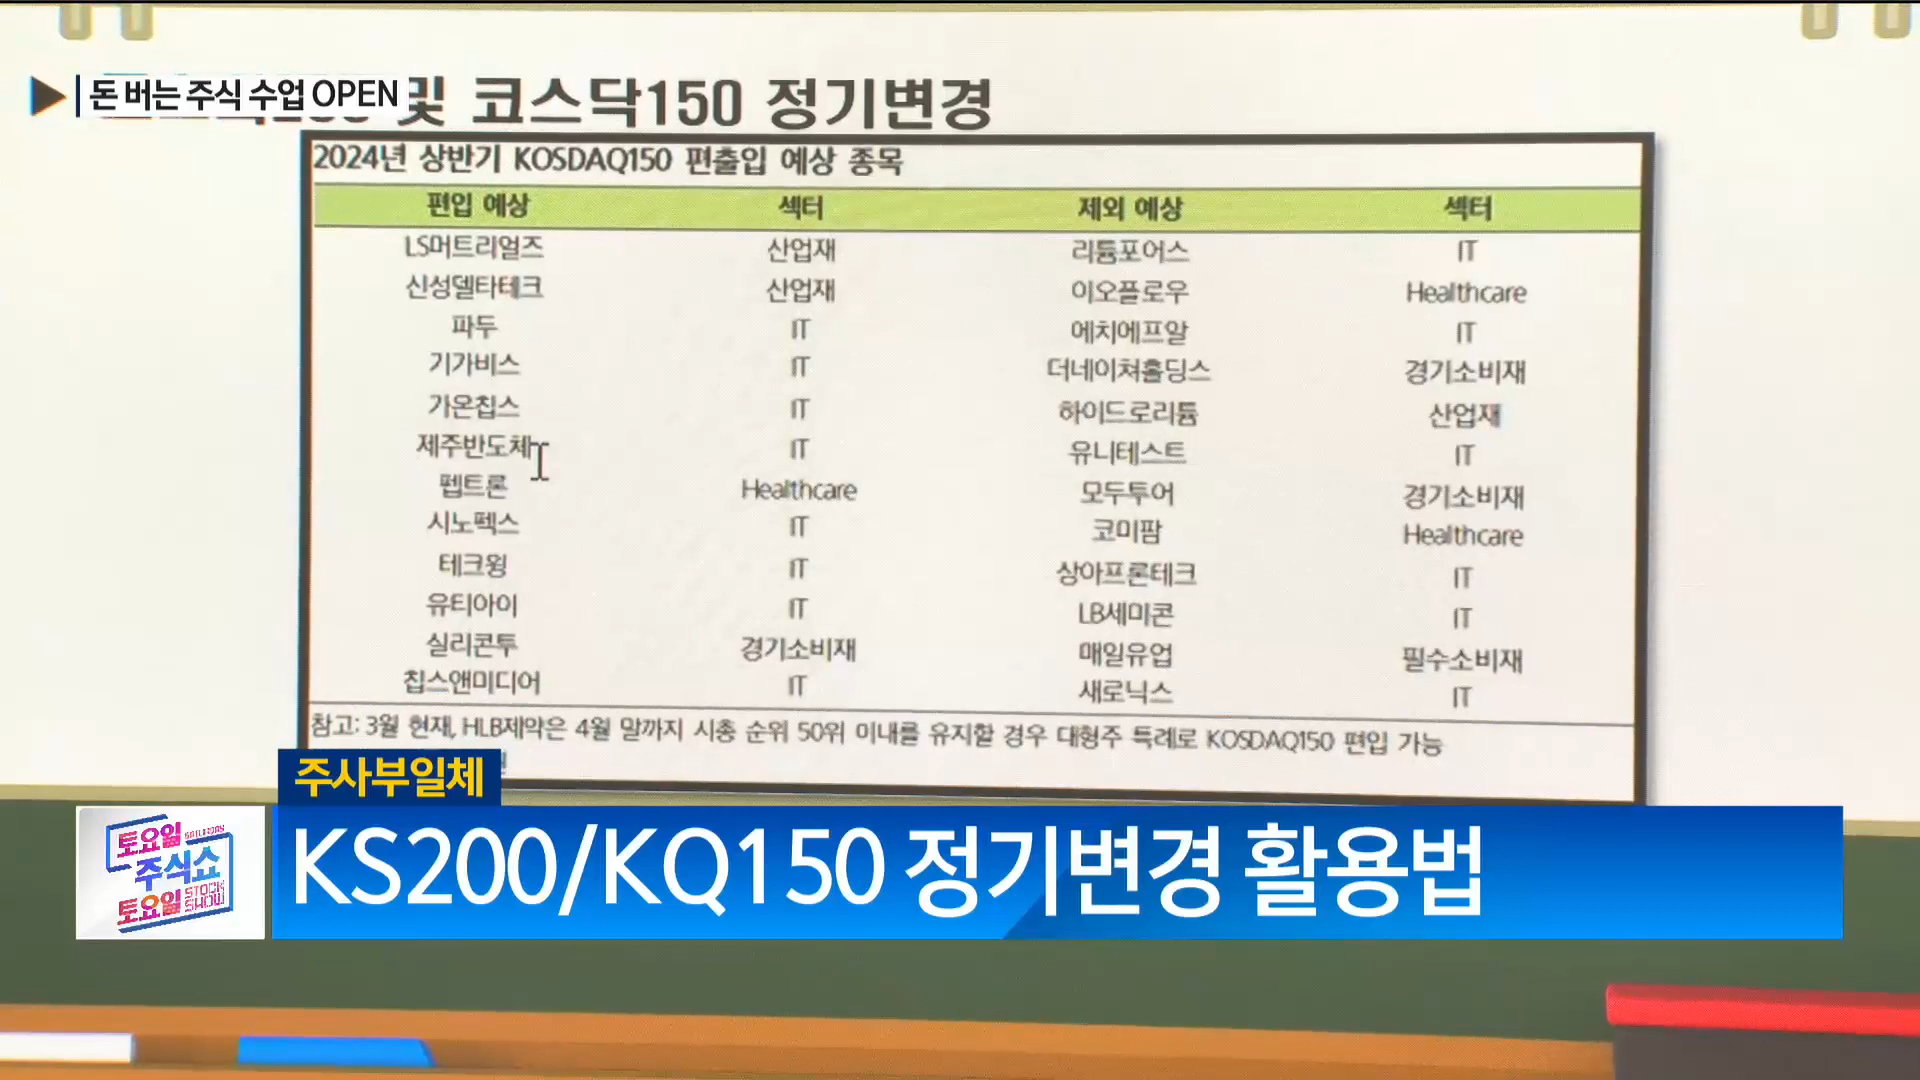 ▶ 돈 버는 주식 수업 OPEN
및 코스닥150 정기변경
2024년 상반기 KOSDAQ150 편출입 예상 종목
편입 예상 섹터 제외 예상 섹터
LS머트리얼즈 산업재 리튬포어스 IT
신성델타테크 산업재 이오플로우 Healthcare
파두 IT 에치에프알 IT
기가비스 IT 더네이쳐홀딩스 경기소비재
가온칩스 IT 하이드로리튬 산업재
제주반도체 IT 유니테스트 IT
펩트론 Healthcare 모두투어 경기소비재
시노펙스 IT 코미팜 Healthcare
테크윙 IT 상아프론테크 IT
유티아이 IT LB세미콘 IT
실리콘투 경기소비재 매일유업 필수소비재
칩스앤미디어 IT 새로닉스 IT
참고: 3월 현재, HLB제약은 4월 말까지 시총 순위 50위 이내를 유지할 경우 대형주 특례로 KOSDAQ150 편입 가능
주사부일체
KS200/KQ150 정기변경 활용법
토요일 SATURDAY
주식쇼
토요일 STOCK SHOW